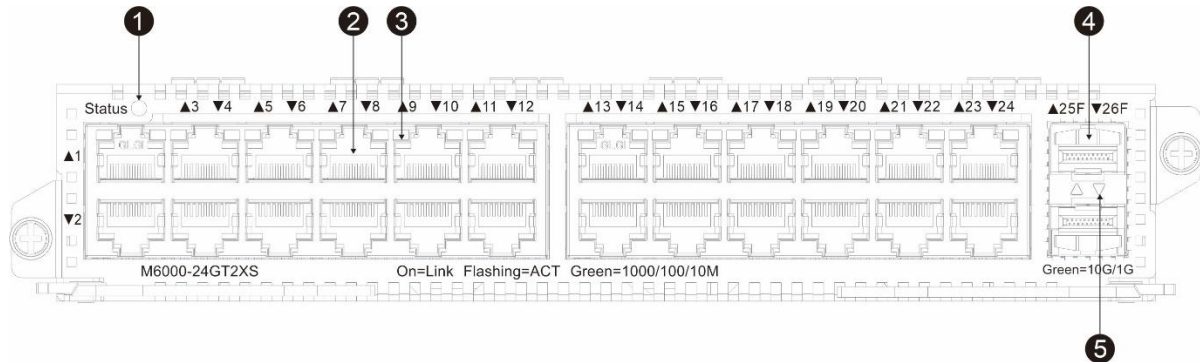 1 2 3 4
Status ▲3 ▼4 ▲5 ▼6 ▲7 ▼8 ▲9 ▼10 ▲11 ▼12 ▲13 ▼14 ▲15 ▼16 ▲17 ▼18 ▲19 ▼20 ▲21 ▼22 ▲23 ▼24 ▲25F ▼26F
▲1
▼2
M6000-24GT2XS On=Link Flashing=ACT Green=1000/100/10M Green=10G/1G
5